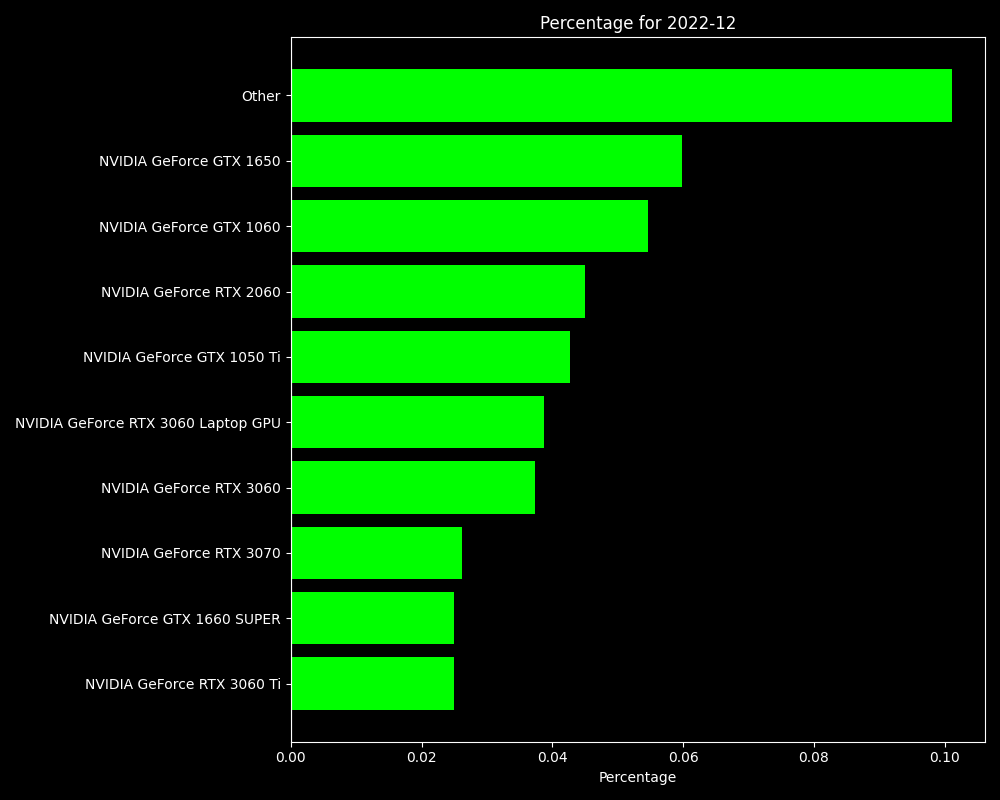 Percentage for 2022-12
Other
NVIDIA GeForce GTX 1650
NVIDIA GeForce GTX 1060
NVIDIA GeForce RTX 2060
NVIDIA GeForce GTX 1050 Ti
NVIDIA GeForce RTX 3060 Laptop GPU
NVIDIA GeForce RTX 3060
NVIDIA GeForce RTX 3070
NVIDIA GeForce GTX 1660 SUPER
NVIDIA GeForce RTX 3060 Ti
0.00 0.02 0.04 0.06 0.08 0.10
Percentage